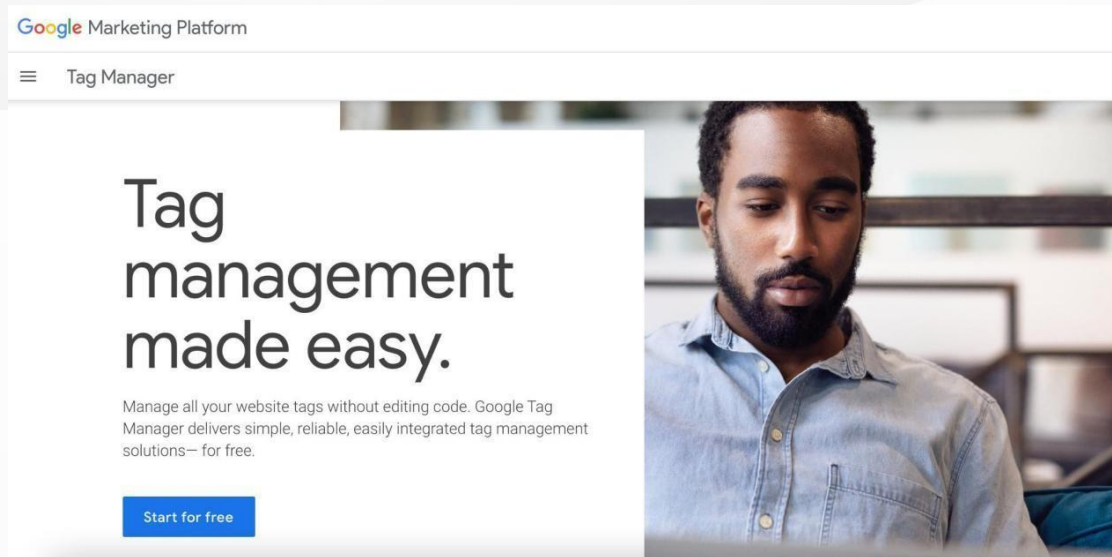 Google Marketing Platform
Tag Manager
Tag
management
made easy.
Manage all your website tags without editing code. Google Tag
Manager delivers simple, reliable, easily integrated tag management
solutions— for free.
Start for free